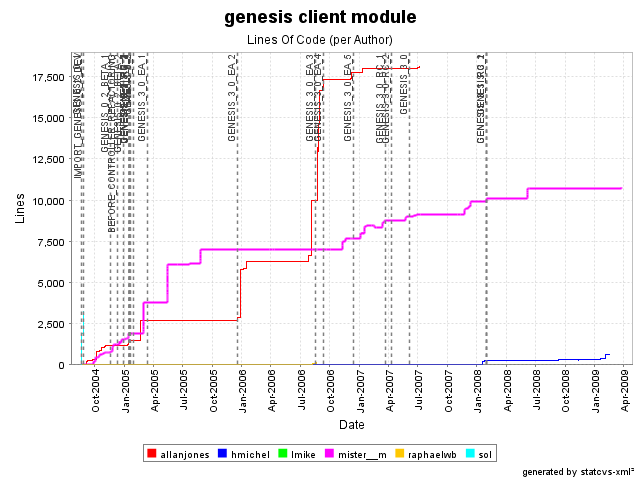 genesis client module
Lines Of Code (per Author)
Lines
17,500
15,000
12,500
10,000
7,500
5,000
2,500
0
BEFORE_CONTROLLER_REFACTORING
GENESIS_3_0_EA_1
GENESIS_3_0_EA_2
GENESIS_3_0_EA_3
GENESIS_3_0_EA_4
GENESIS_3_0_EA_5
GENESIS_3_0
Oct-2004
Jan-2005
Apr-2005
Jul-2005
Oct-2005
Jan-2006
Apr-2006
Jul-2006
Oct-2006
Jan-2007
Apr-2007
Jul-2007
Oct-2007
Jan-2008
Apr-2008
Jul-2008
Oct-2008
Jan-2009
Apr-2009
Date
allanjones hmichel lmike mister__m raphaelwb sol
generated by statcvs-xml²